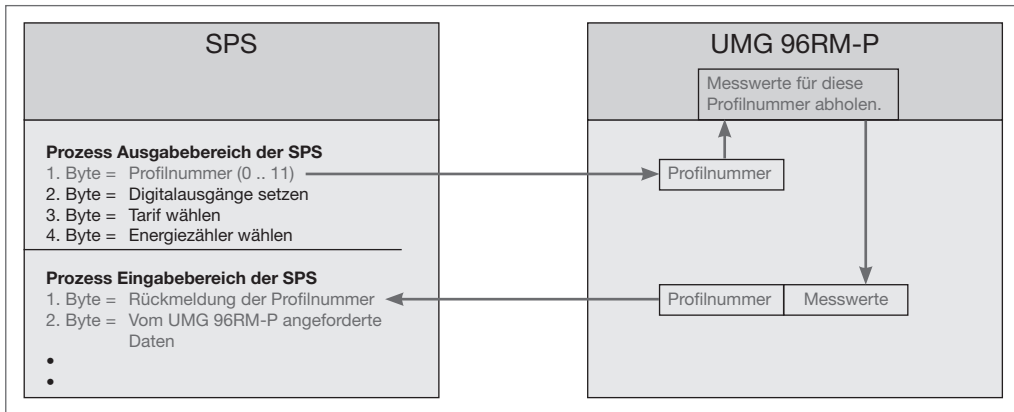 SPS
Prozess Ausgabebereich der SPS
1. Byte = Profilnummer (0 .. 11)
2. Byte = Digitalausgänge setzen
3. Byte = Tarif wählen
4. Byte = Energiezähler wählen
Prozess Eingabebereich der SPS
1. Byte = Rückmeldung der Profilnummer
2. Byte = Vom UMG 96RM-P angeforderte
Daten
•
•
UMG 96RM-P
Messwerte für diese
Profilnummer abholen.
Profilnummer
Profilnummer
Messwerte